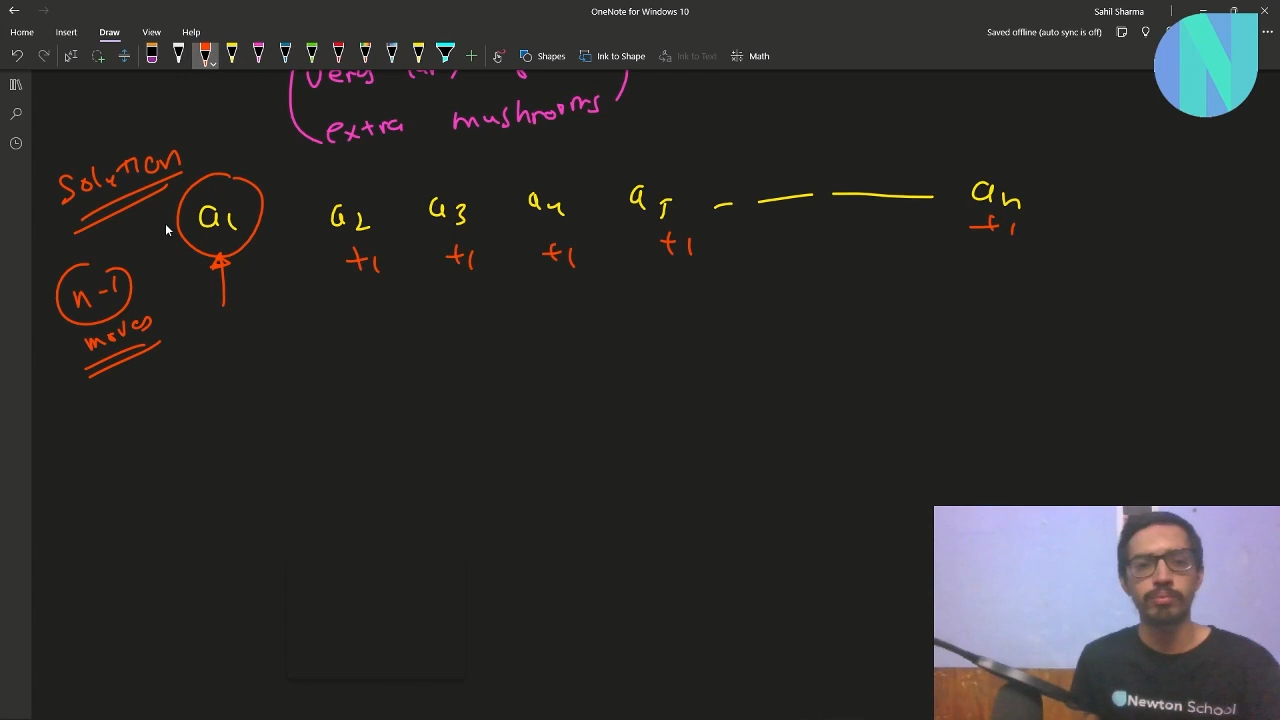 OneNote for Windows 10
Sahil Sharma
Home Insert Draw View Help
Saved offline (auto sync is off)
Shapes Ink to Shape Ink to Text Math
very
extra mushrooms
Solution
a1 a2 a3 a4 a5 an
+1 +1 +1 +1 +1
n-1
moves
Newton School